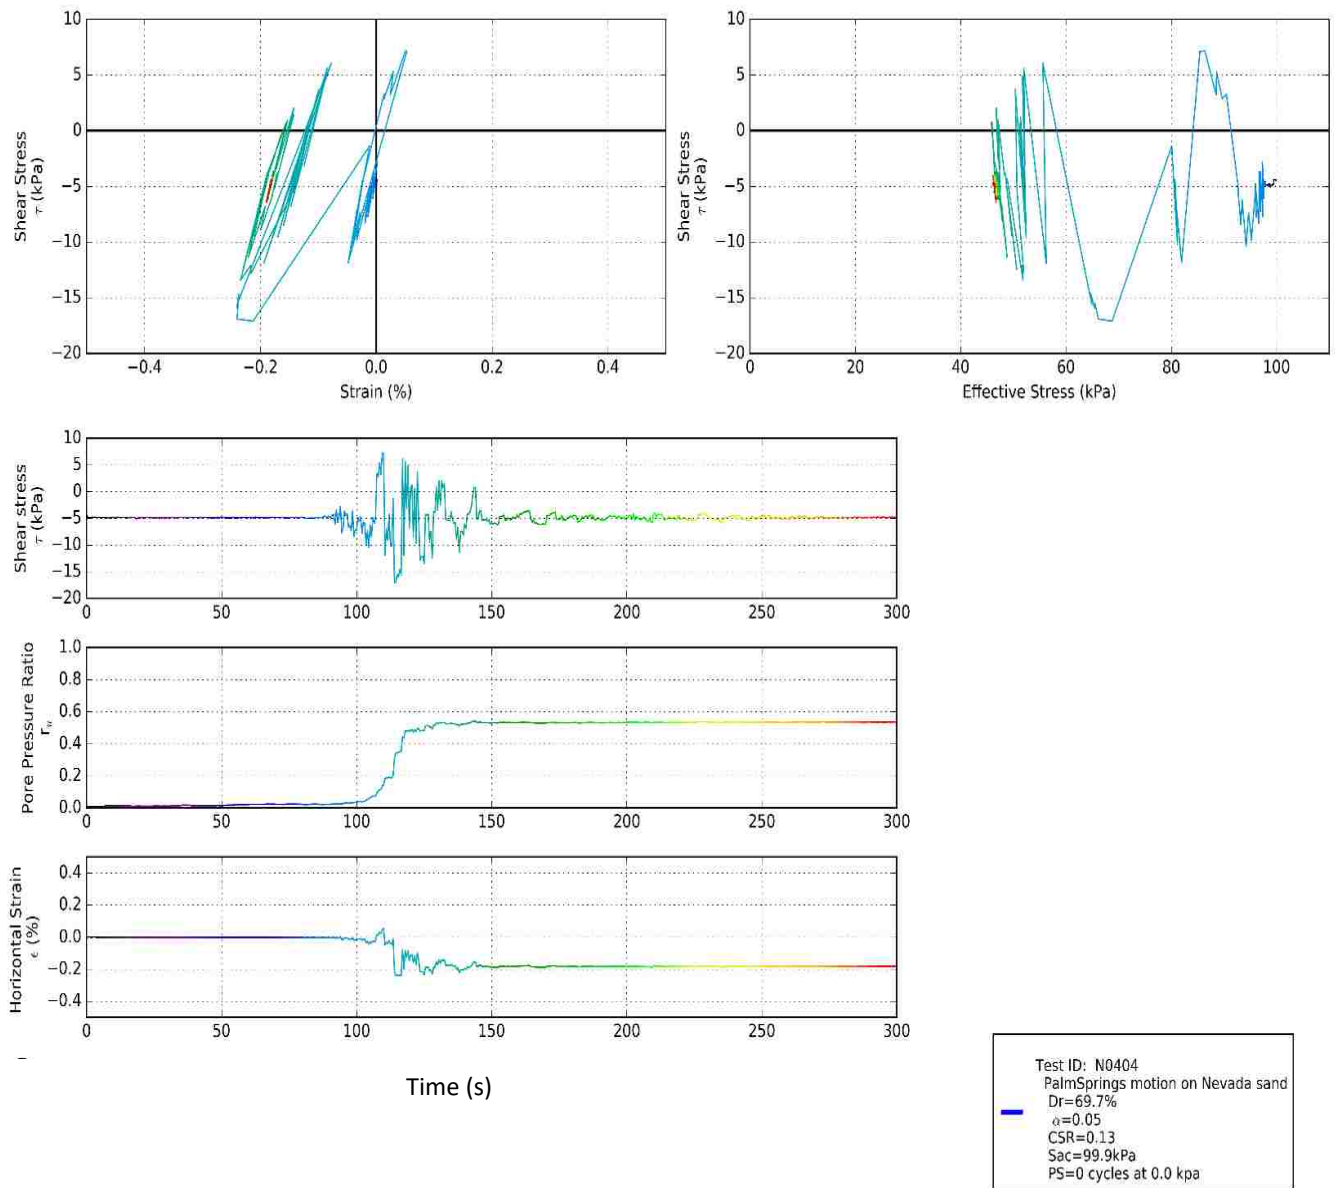 10
5
0
−5
−10
−15
−20
Shear Stress
τ (kPa)
−0.4 −0.2 0.0 0.2 0.4
Strain (%)
10
5
0
−5
−10
−15
−20
Shear Stress
τ (kPa)
0 20 40 60 80 100
Effective Stress (kPa)
10
5
0
−5
−10
−15
−20
Shear stress
τ (kPa)
0 50 100 150 200 250 300
1.0
0.8
0.6
0.4
0.2
0.0
Pore Pressure Ratio
r_u
0 50 100 150 200 250 300
0.4
0.2
0.0
−0.2
−0.4
Horizontal Strain
ϵ (%)
0 50 100 150 200 250 300
Time (s)
Test ID: N0404
PalmSprings motion on Nevada sand
Dr=69.7%
α=0.05
CSR=0.13
Sac=99.9kPa
PS=0 cycles at 0.0 kpa